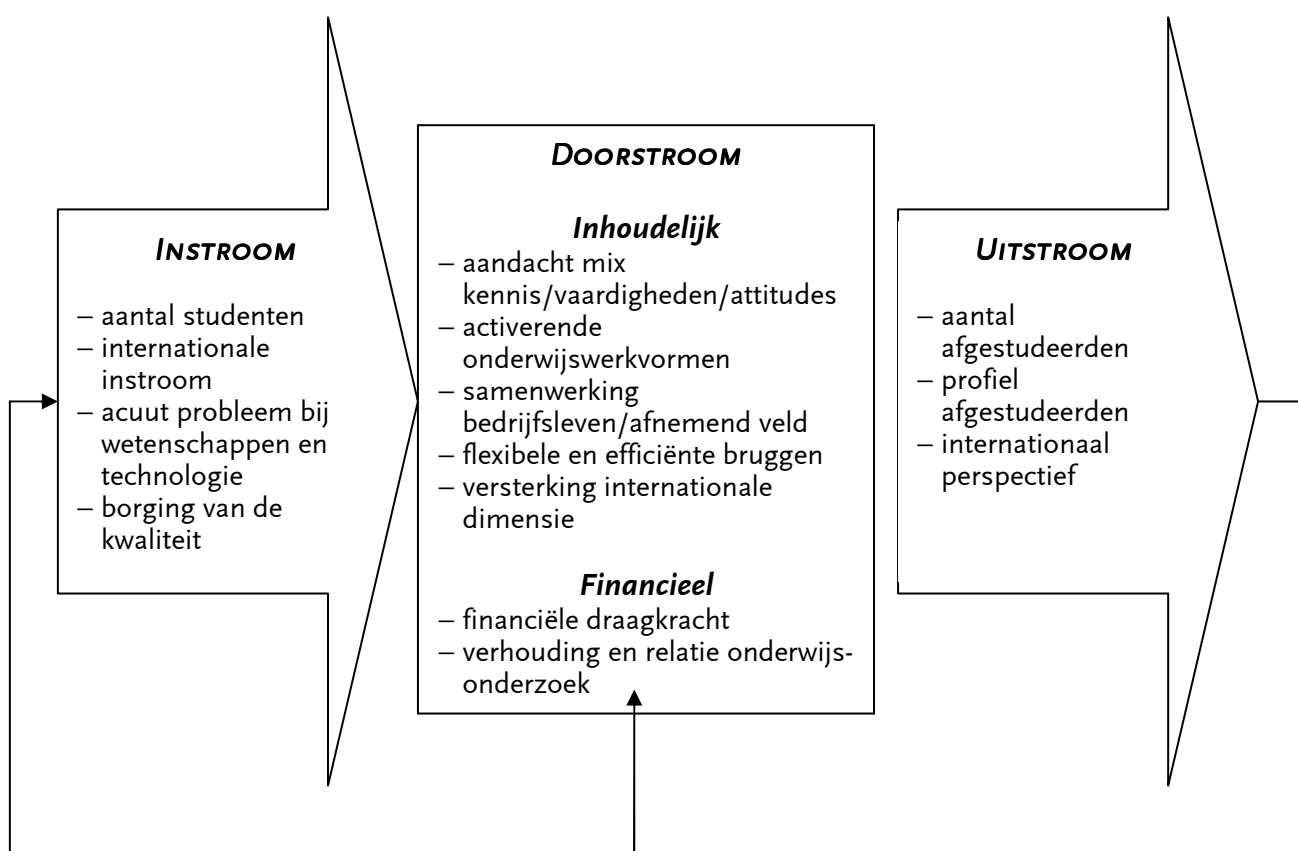 INSTROOM
– aantal studenten
– internationale
instroom
– acuut probleem bij
wetenschappen en
technologie
– borging van de
kwaliteit
DOORSTROOM
Inhoudelijk
– aandacht mix
kennis/vaardigheden/attitudes
– activerende
onderwijswerkvormen
– samenwerking
bedrijfsleven/afnemend veld
– flexibele en efficiënte bruggen
– versterking internationale
dimensie
Financieel
– financiële draagkracht
– verhouding en relatie onderwijs-
onderzoek
UITSTROOM
– aantal
afgestudeerden
– profiel
afgestudeerden
– internationaal
perspectief